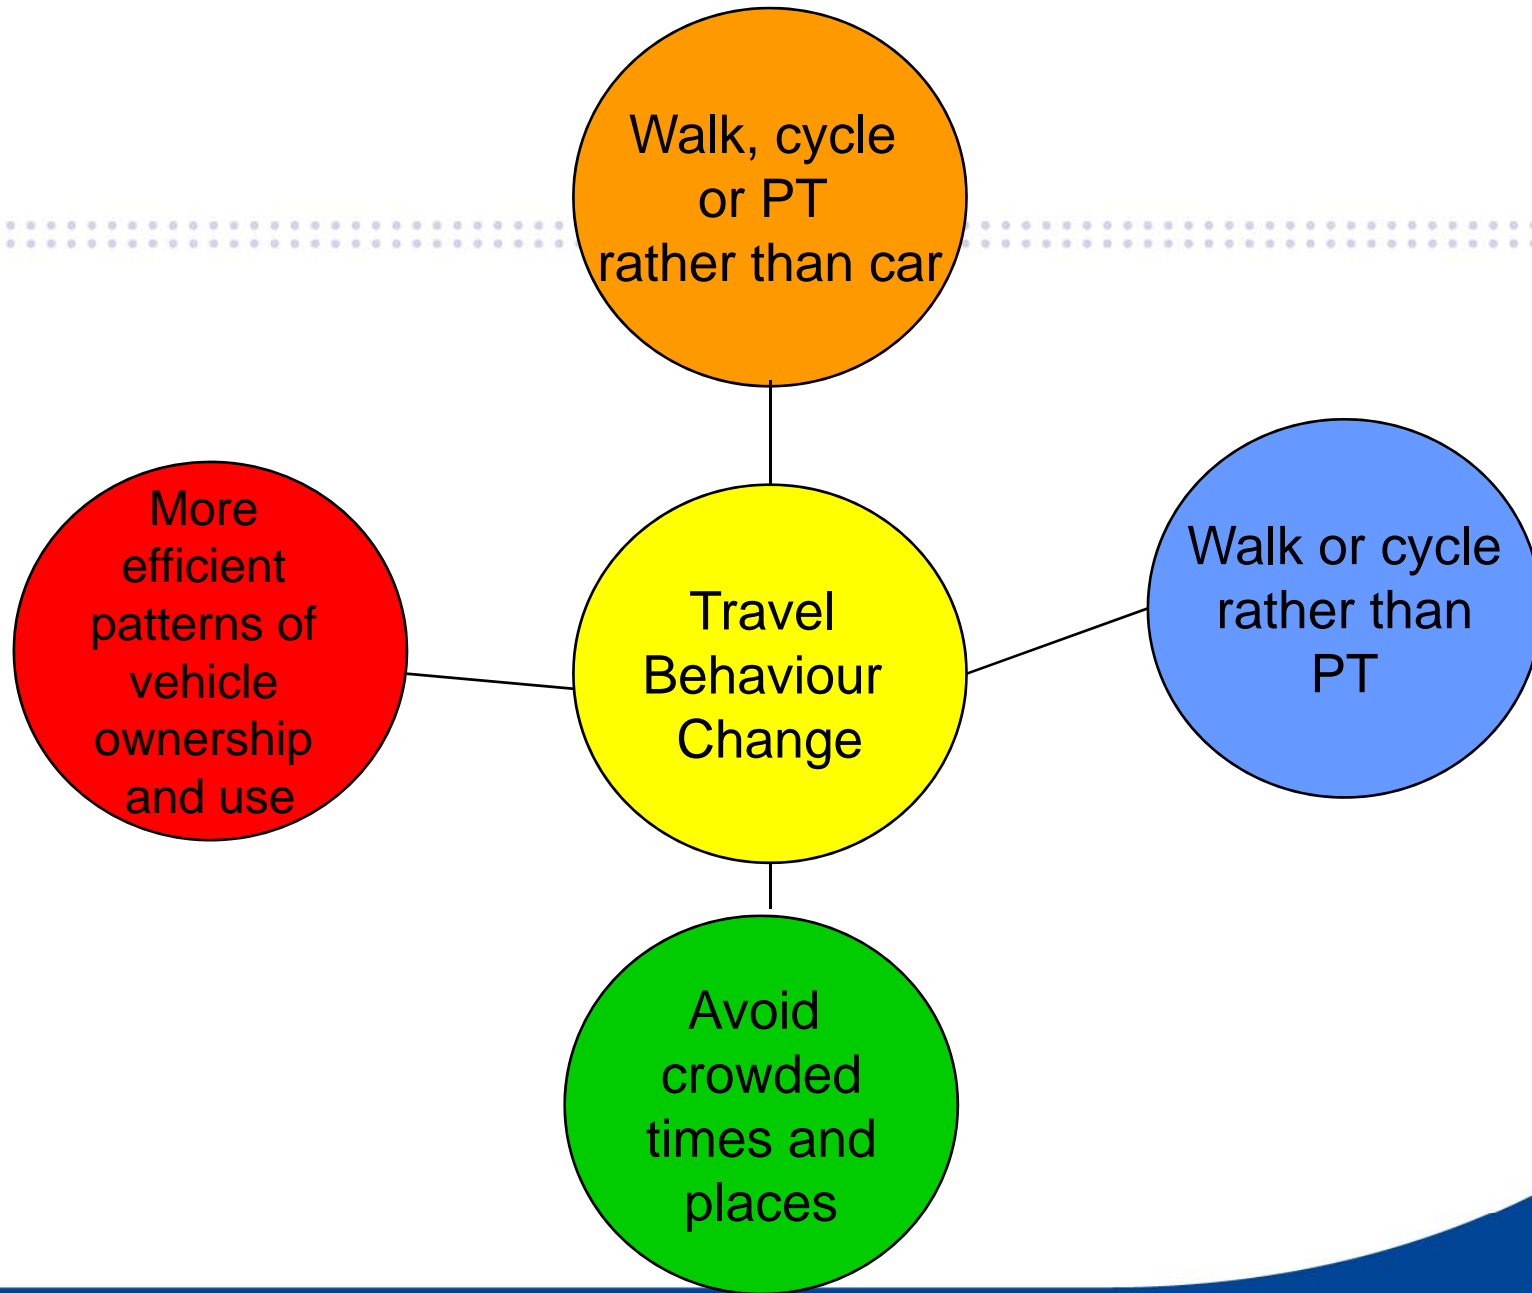 Walk, cycle
or PT
rather than car
More
efficient
patterns of
vehicle
ownership
and use
Travel
Behaviour
Change
Walk or cycle
rather than
PT
Avoid
crowded
times and
places